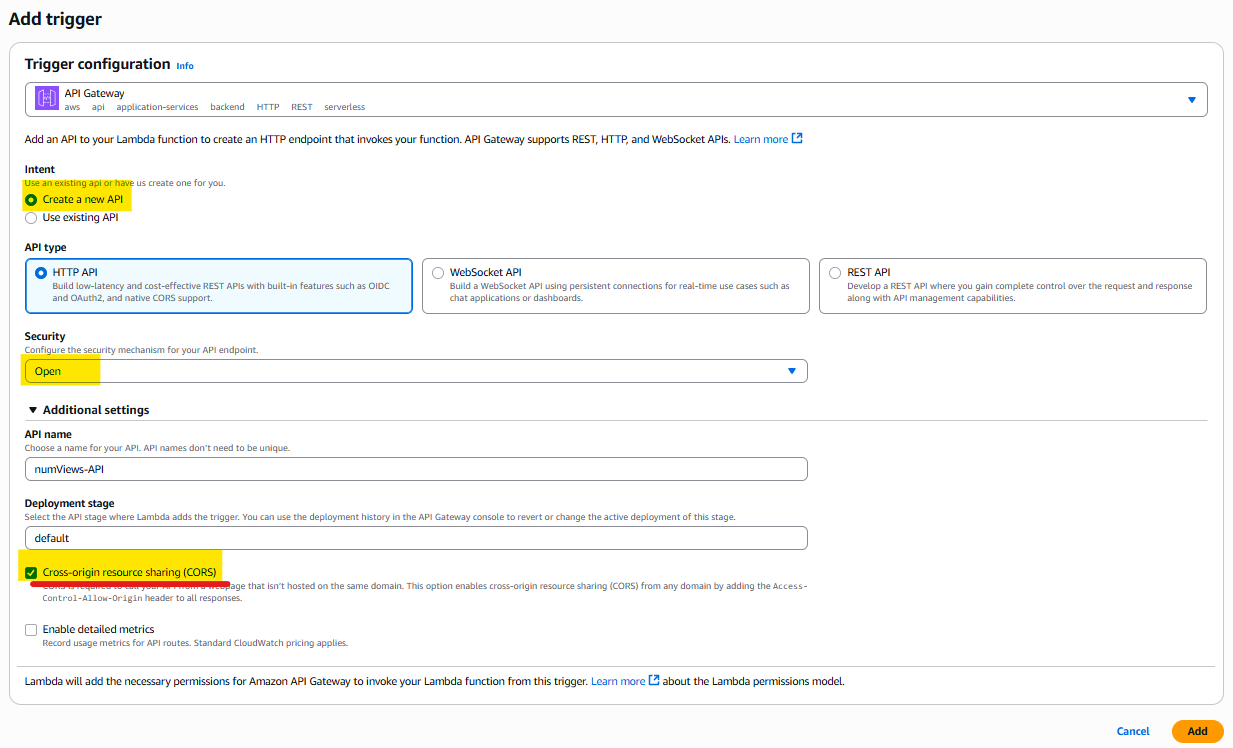 Add trigger
Trigger configuration Info
API Gateway
aws api application-services backend HTTP REST serverless
Add an API to your Lambda function to create an HTTP endpoint that invokes your function. API Gateway supports REST, HTTP, and WebSocket APIs. Learn more
Intent
Use an existing api or have us create one for you.
Create a new API
Use existing API
API type
HTTP API
Build low-latency and cost-effective REST APIs with built-in features such as OIDC
and OAuth2, and native CORS support.
WebSocket API
Build a WebSocket API using persistent connections for real-time use cases such as
chat applications or dashboards.
REST API
Develop a REST API where you gain complete control over the request and response
along with API management capabilities.
Security
Configure the security mechanism for your API endpoint.
Open
Additional settings
API name
Choose a name for your API. API names don't need to be unique.
numViews-API
Deployment stage
Select the API stage where Lambda adds the trigger. You can use the deployment history in the API Gateway console to revert or change the active deployment of this stage.
default
Cross-origin resource sharing (CORS)
CORS is required to call your API from a webpage that isn't hosted on the same domain. This option enables cross-origin resource sharing (CORS) from any domain by adding the Access-
Control-Allow-Origin header to all responses.
Enable detailed metrics
Record usage metrics for API routes. Standard CloudWatch pricing applies.
Lambda will add the necessary permissions for Amazon API Gateway to invoke your Lambda function from this trigger. Learn more about the Lambda permissions model.
Cancel Add